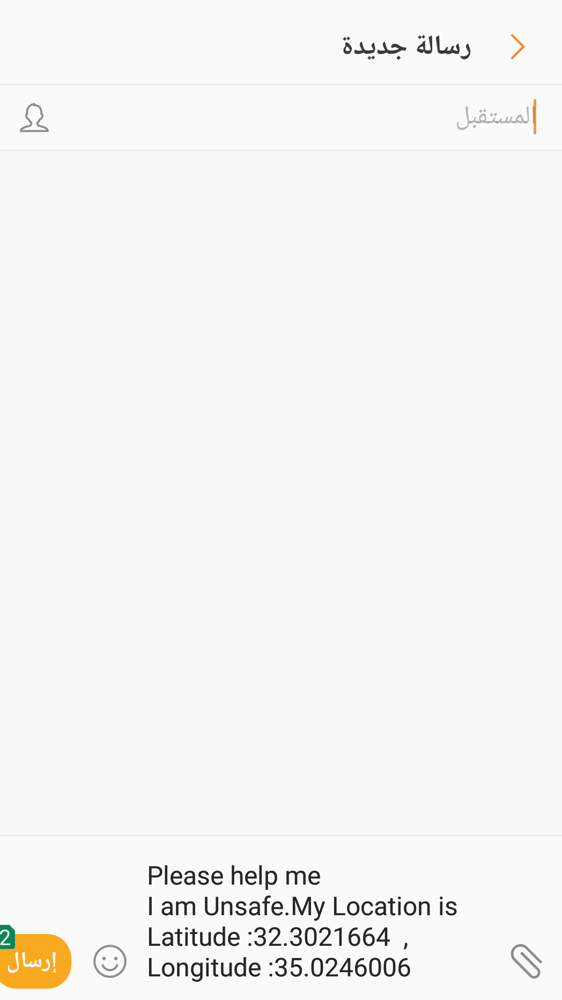 رسالة جديدة
المستقبل
Please help me
I am Unsafe.My Location is
Latitude :32.3021664  ,
Longitude :35.0246006
2
إرسال